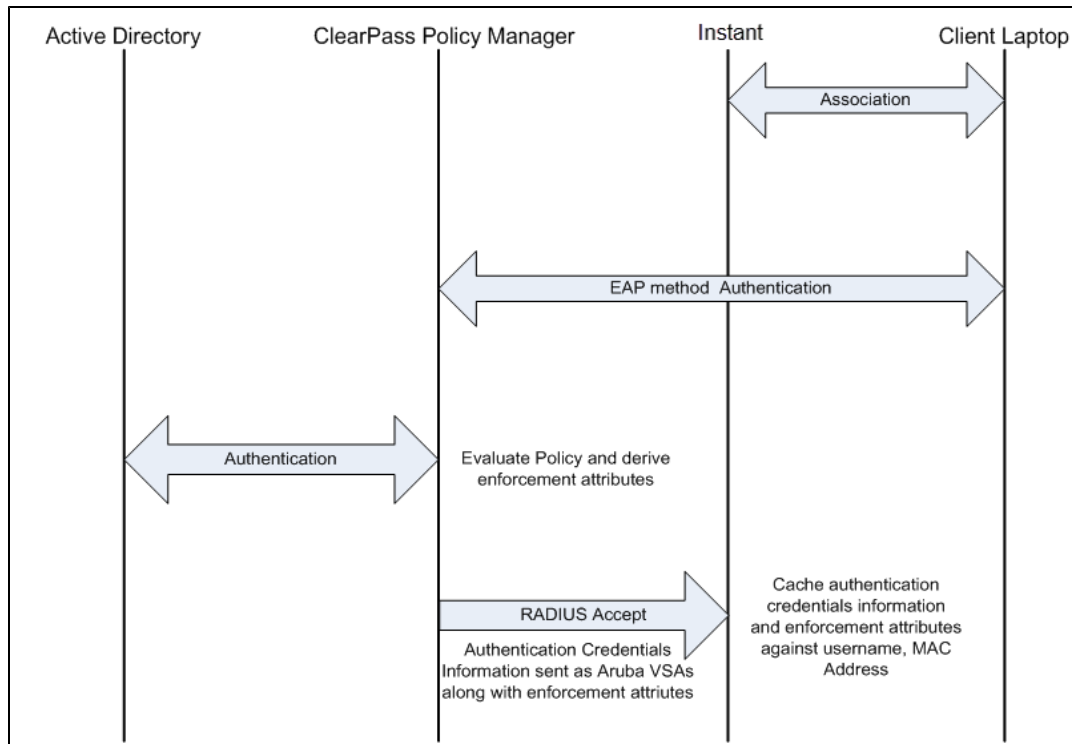 Active Directory
ClearPass Policy Manager
Instant
Client Laptop
Association
EAP method Authentication
Authentication
Evaluate Policy and derive
enforcement attributes
RADIUS Accept
Authentication Credentials
Information sent as Aruba VSAs
along with enforcement attriutes
Cache authentication
credentials information
and enforcement attributes
against username, MAC
Address